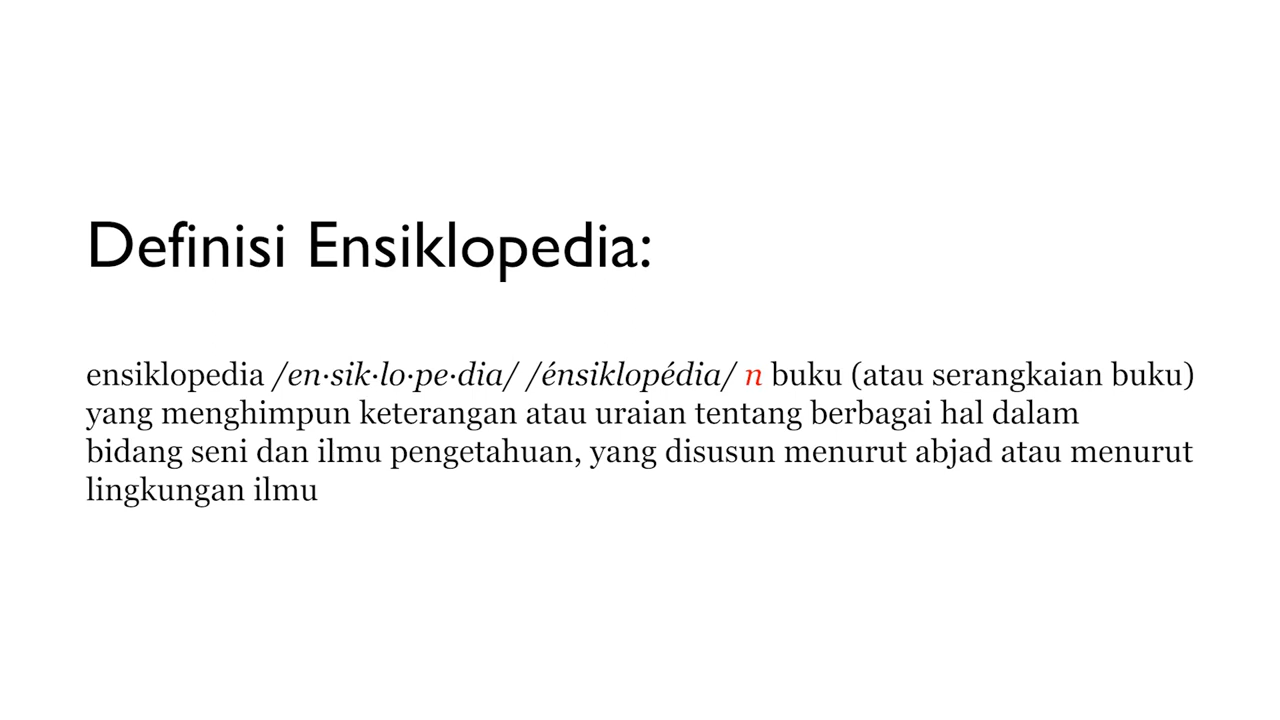 Definisi Ensiklopedia:
ensiklopedia /en·sik·lo·pe·dia/ /énsiklopédia/ n buku (atau serangkaian buku)
yang menghimpun keterangan atau uraian tentang berbagai hal dalam
bidang seni dan ilmu pengetahuan, yang disusun menurut abjad atau menurut
lingkungan ilmu